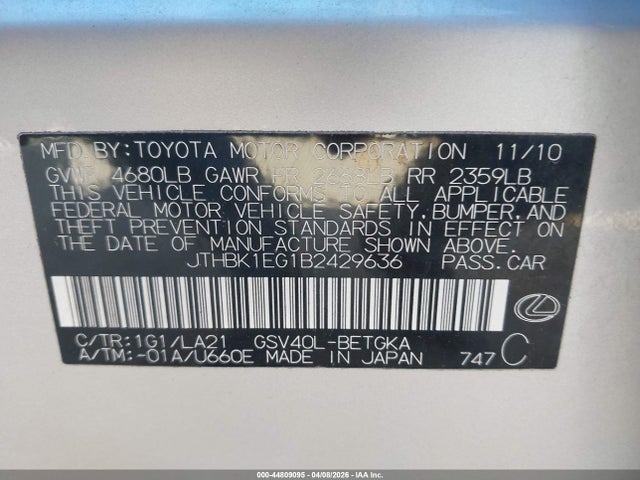 MFD.BY:TOYOTA MOTOR CORPORATION 11/10
GVWR 4680LB GAWR FR 2668LB RR 2359LB
THIS VEHICLE CONFORMS TO ALL APPLICABLE
FEDERAL MOTOR VEHICLE SAFETY, BUMPER, AND
THEFT PREVENTION STANDARDS IN EFFECT ON
THE DATE OF MANUFACTURE SHOWN ABOVE.
JTHBK1EG1B2429636 PASS.CAR
C/TR:1G1/LA21 GSV40L-BETGKA
A/TM:-01A/U660E MADE IN JAPAN 747 C
000-44809095 - 04/08/2026 - IAA Inc.